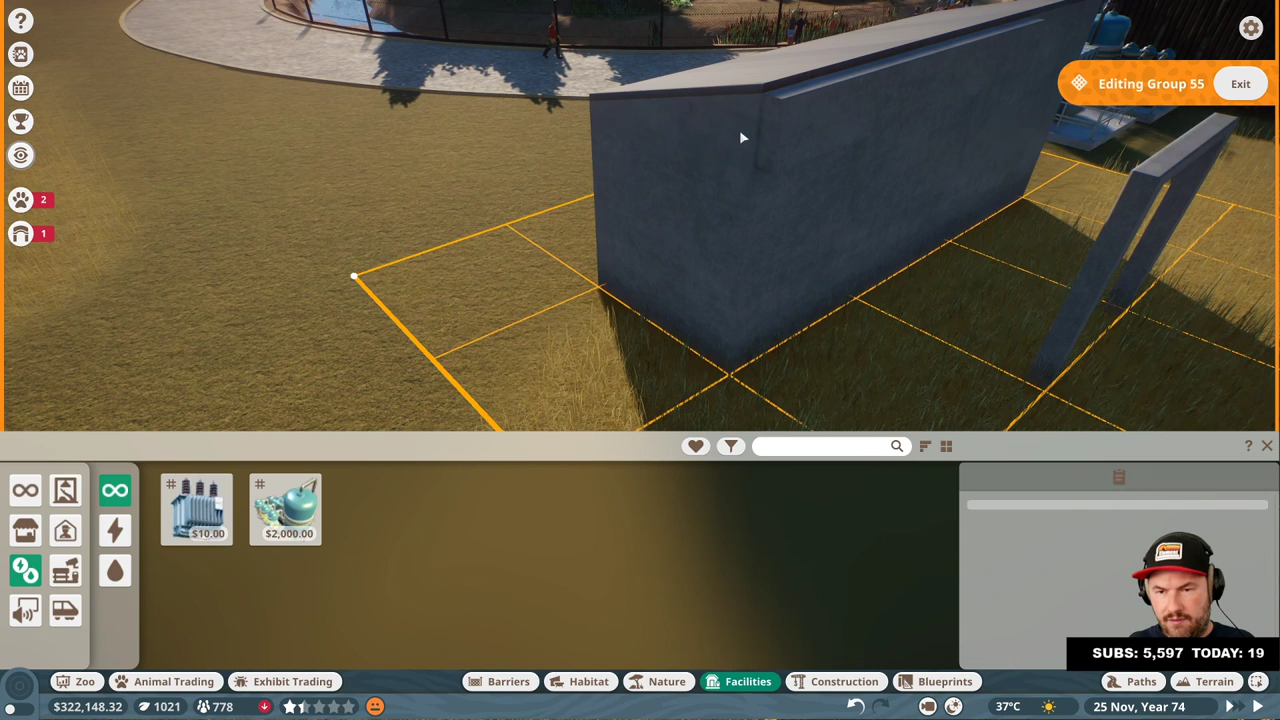 ?
Editing Group 55
Exit
2
1
?
$10.00
$2,000.00
SUBS: 5,597 TODAY: 19
Zoo
Animal Trading
Exhibit Trading
Barriers
Habitat
Nature
Facilities
Construction
Blueprints
Paths
Terrain
$322,148.32
1021
778
37°C
25 Nov, Year 74